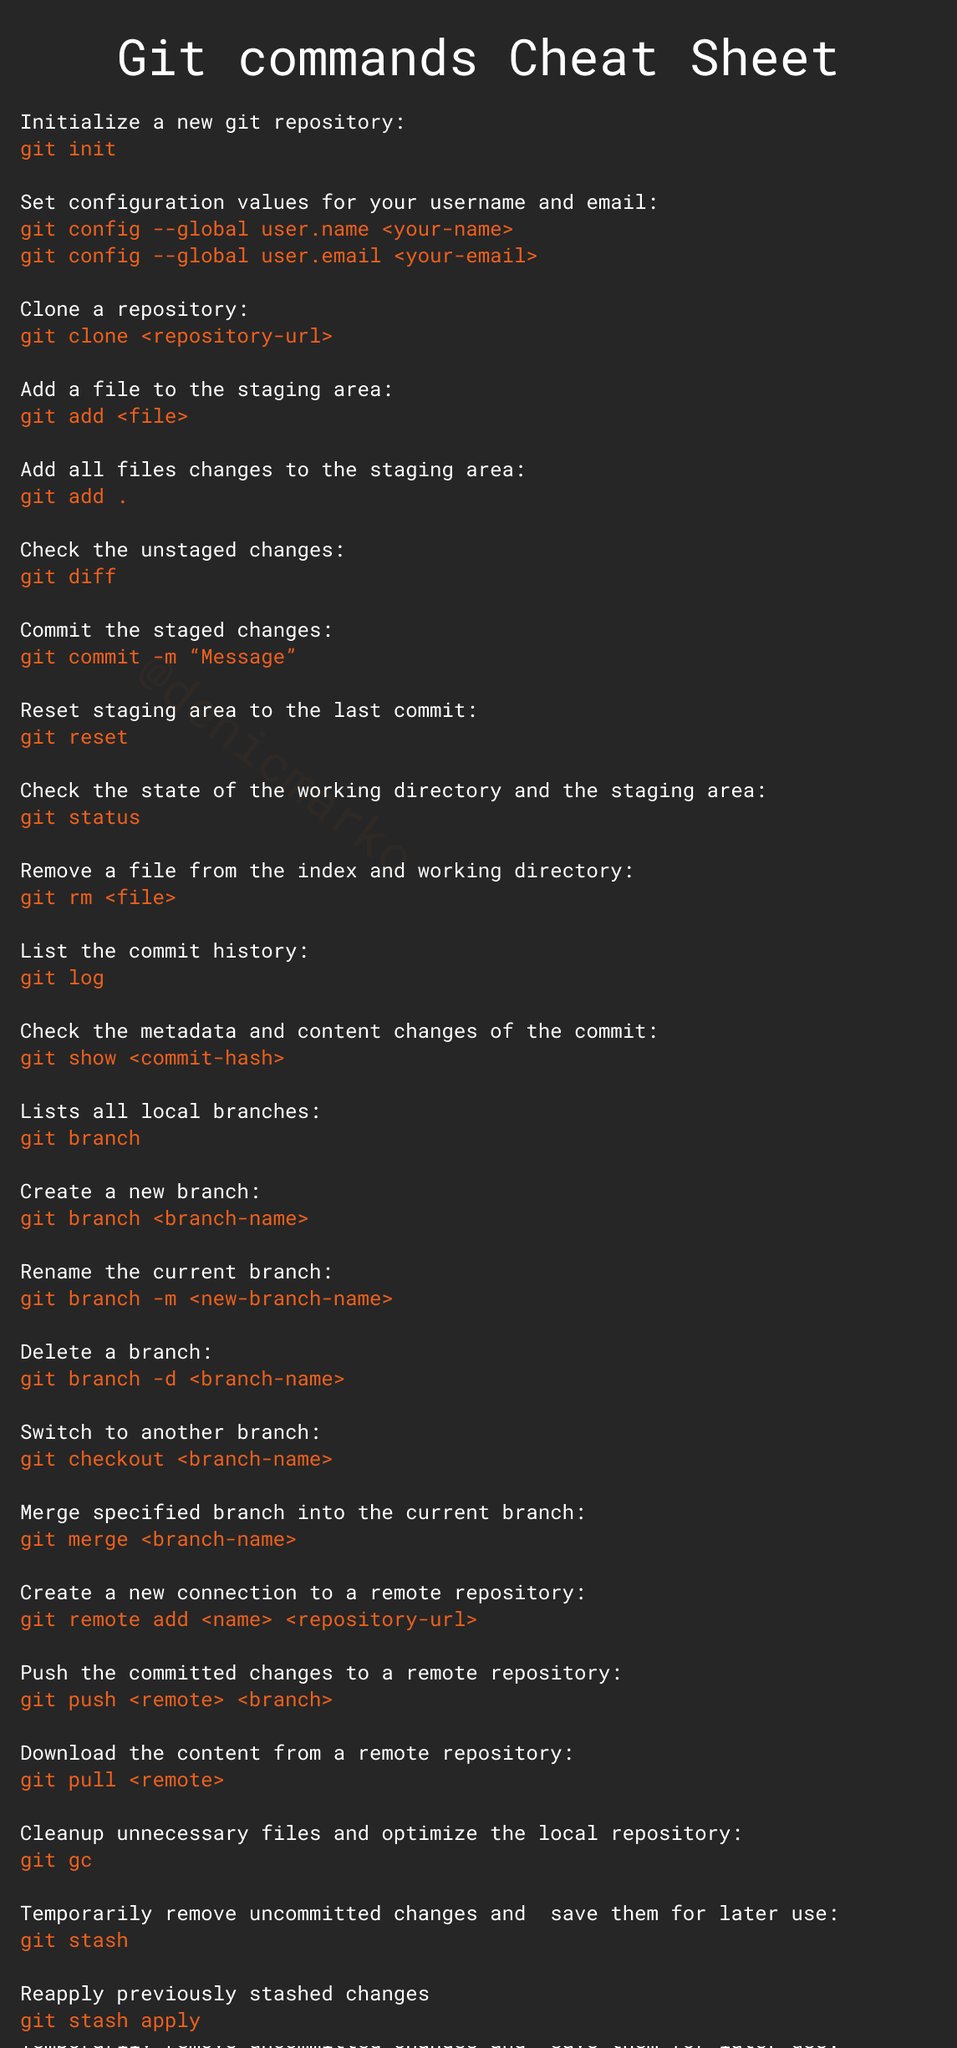 Git commands Cheat Sheet
Initialize a new git repository:
git init
Set configuration values for your username and email:
git config --global user.name <your-name>
git config --global user.email <your-email>
Clone a repository:
git clone <repository-url>
Add a file to the staging area:
git add <file>
Add all files changes to the staging area:
git add .
Check the unstaged changes:
git diff
Commit the staged changes:
git commit -m “Message”
@denicmarko
Reset staging area to the last commit:
git reset
Check the state of the working directory and the staging area:
git status
Remove a file from the index and working directory:
git rm <file>
List the commit history:
git log
Check the metadata and content changes of the commit:
git show <commit-hash>
Lists all local branches:
git branch
Create a new branch:
git branch <branch-name>
Rename the current branch:
git branch -m <new-branch-name>
Delete a branch:
git branch -d <branch-name>
Switch to another branch:
git checkout <branch-name>
Merge specified branch into the current branch:
git merge <branch-name>
Create a new connection to a remote repository:
git remote add <name> <repository-url>
Push the committed changes to a remote repository:
git push <remote> <branch>
Download the content from a remote repository:
git pull <remote>
Cleanup unnecessary files and optimize the local repository:
git gc
Temporarily remove uncommitted changes and  save them for later use:
git stash
Reapply previously stashed changes
git stash apply
Temporarily remove uncommitted changes and  save them for later use: